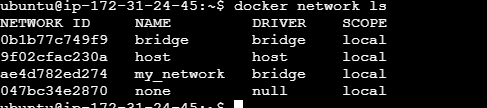 ubuntu@ip-172-31-24-45:~$ docker network ls
NETWORK ID NAME DRIVER SCOPE
0b1b77c749f9 bridge bridge local
9f02cfac230a host host local
ae4d782ed274 my_network bridge local
047bc34e2870 none null local
ubuntu@ip-172-31-24-45:~$